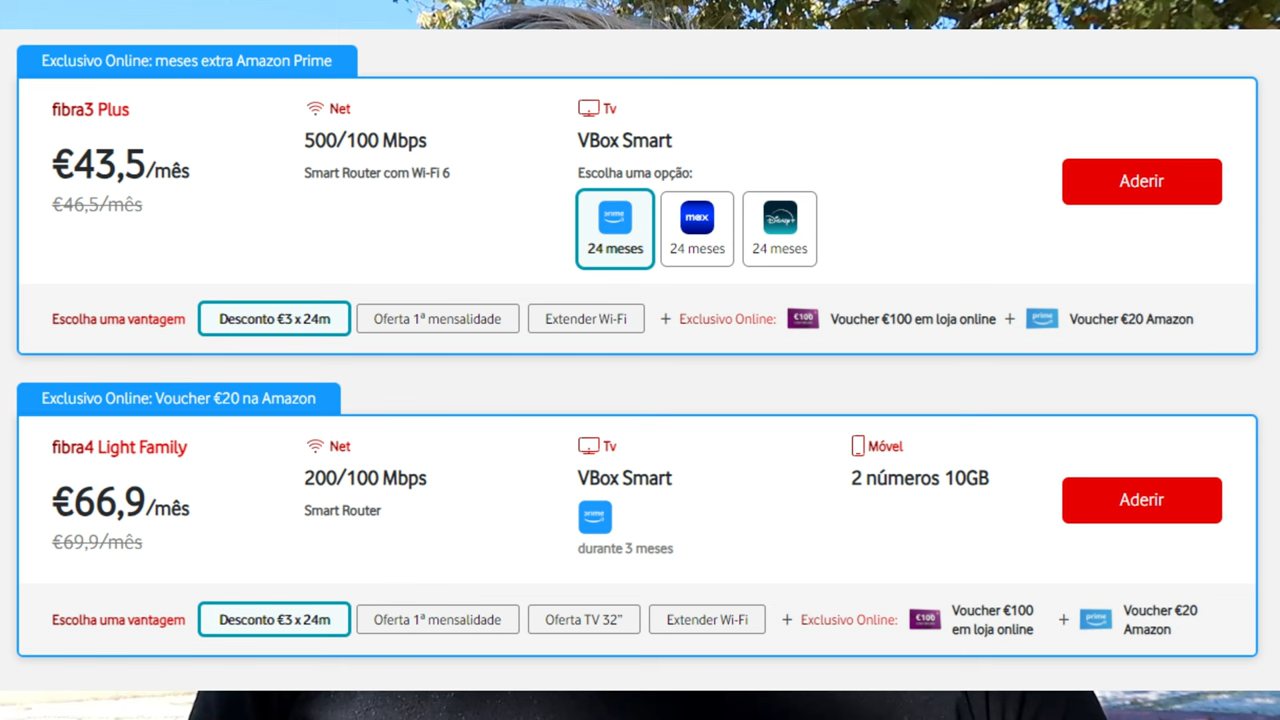 Exclusivo Online: meses extra Amazon Prime
fibra3 Plus
€43,5/mês
€46,5/mês
Net
500/100 Mbps
Smart Router com Wi-Fi 6
Tv
VBox Smart
Escolha uma opção:
prime
24 meses
max
24 meses
Disney+
24 meses
Aderir
Escolha uma vantagem
Desconto €3 x 24m
Oferta 1ª mensalidade
Extender Wi-Fi
+ Exclusivo Online:
€100
Voucher €100 em loja online
+
prime
Voucher €20 Amazon
Exclusivo Online: Voucher €20 na Amazon
fibra4 Light Family
€66,9/mês
€69,9/mês
Net
200/100 Mbps
Smart Router
Tv
VBox Smart
prime
durante 3 meses
Móvel
2 números 10GB
Aderir
Escolha uma vantagem
Desconto €3 x 24m
Oferta 1ª mensalidade
Oferta TV 32”
Extender Wi-Fi
+ Exclusivo Online:
€100
Voucher €100
em loja online
+
prime
Voucher €20
Amazon